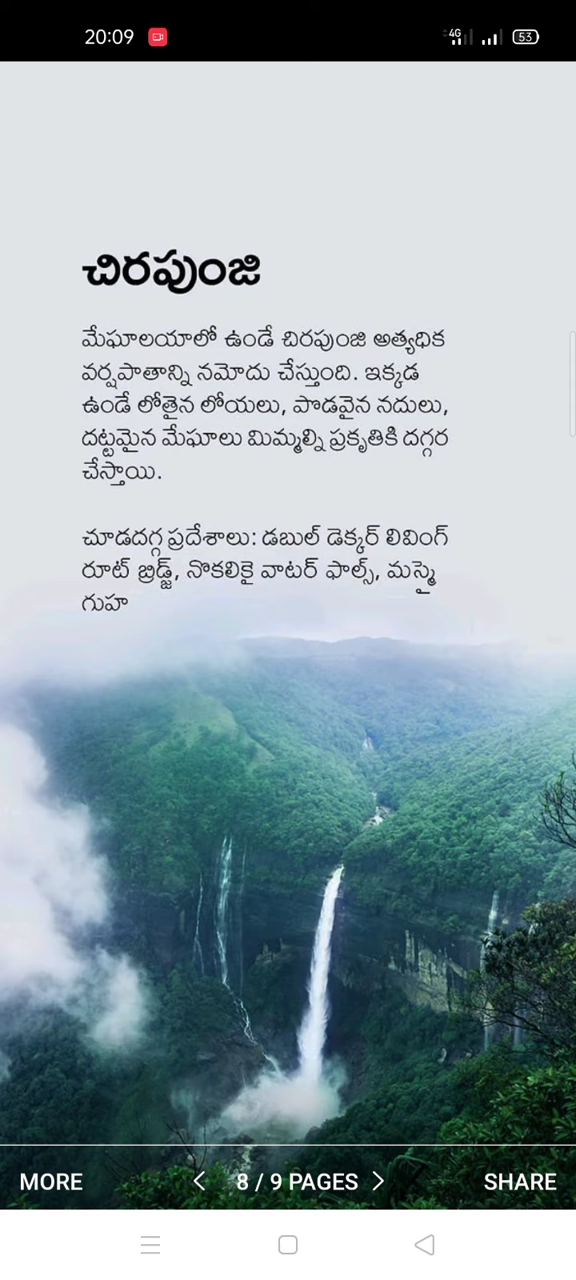 20:09
4G
53
చిరపుంజి
మేఘాలయాలో ఉండే చిరపుంజి అత్యధిక
వర్షపాతాన్ని నమోదు చేస్తుంది. ఇక్కడ
ఉండే లోతైన లోయలు, పొడవైన నదులు,
దట్టమైన మేఘాలు మిమ్మల్ని ప్రకృతికి దగ్గర
చేస్తాయి.
చూడదగ్గ ప్రదేశాలు: డబుల్ డెక్కర్ లివింగ్
రూట్ బ్రిడ్జ్, నొకలికై వాటర్ ఫాల్స్, మస్మై
గుహ
MORE
8 / 9 PAGES
SHARE